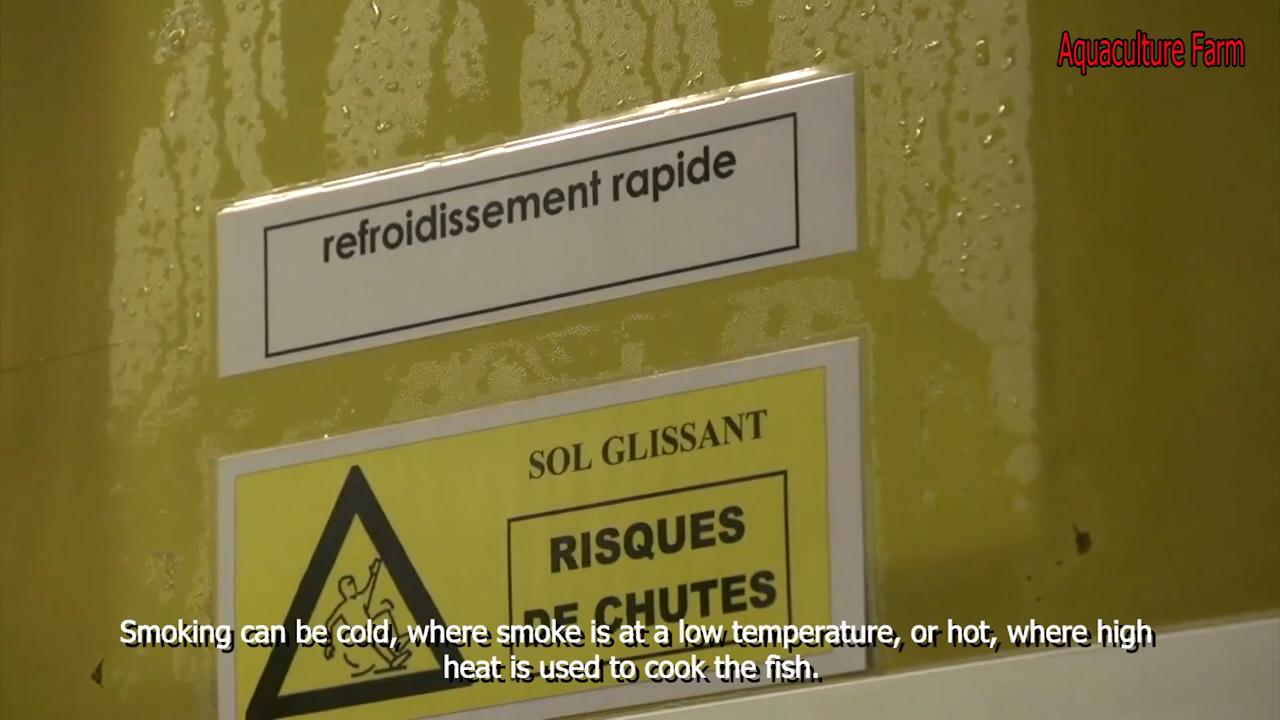 Aquaculture Farm
refroidissement rapide
SOL GLISSANT
RISQUES
DE CHUTES
Smoking can be cold, where smoke is at a low temperature, or hot, where high
heat is used to cook the fish.